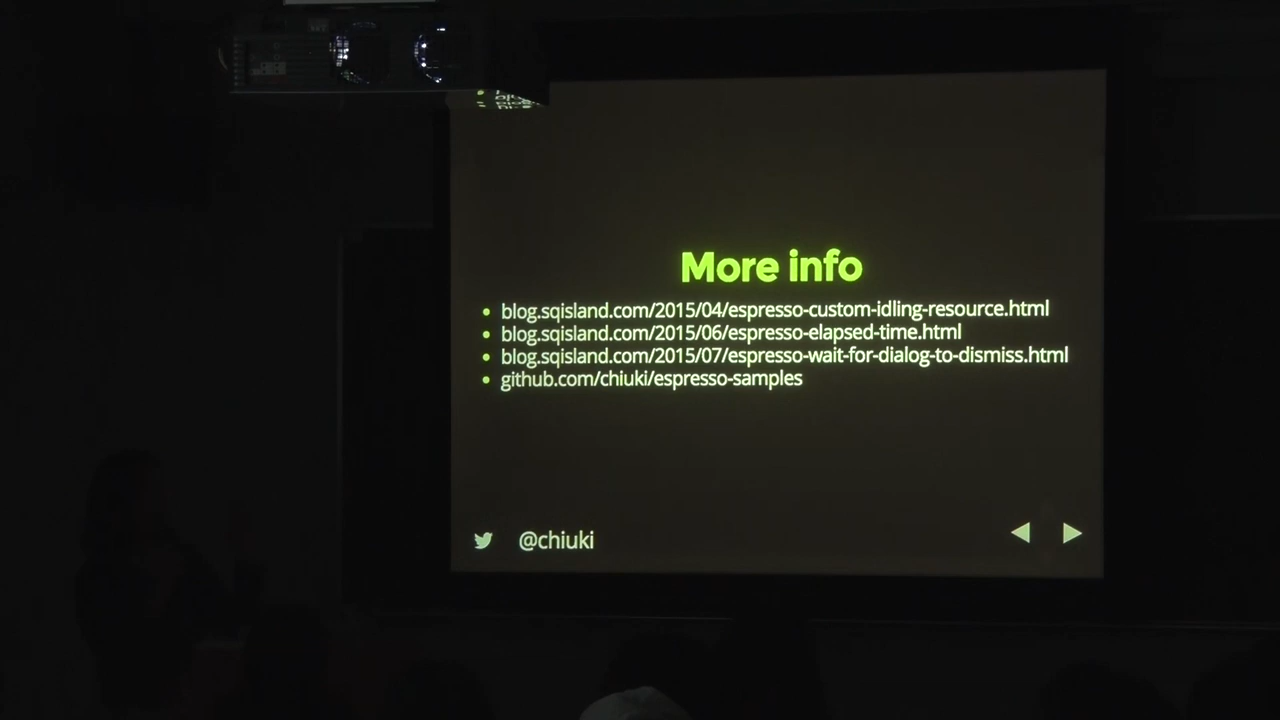 More info
blog.sqisland.com/2015/04/espresso-custom-idling-resource.html
blog.sqisland.com/2015/06/espresso-elapsed-time.html
blog.sqisland.com/2015/07/espresso-wait-for-dialog-to-dismiss.html
github.com/chiuki/espresso-samples
@chiuki